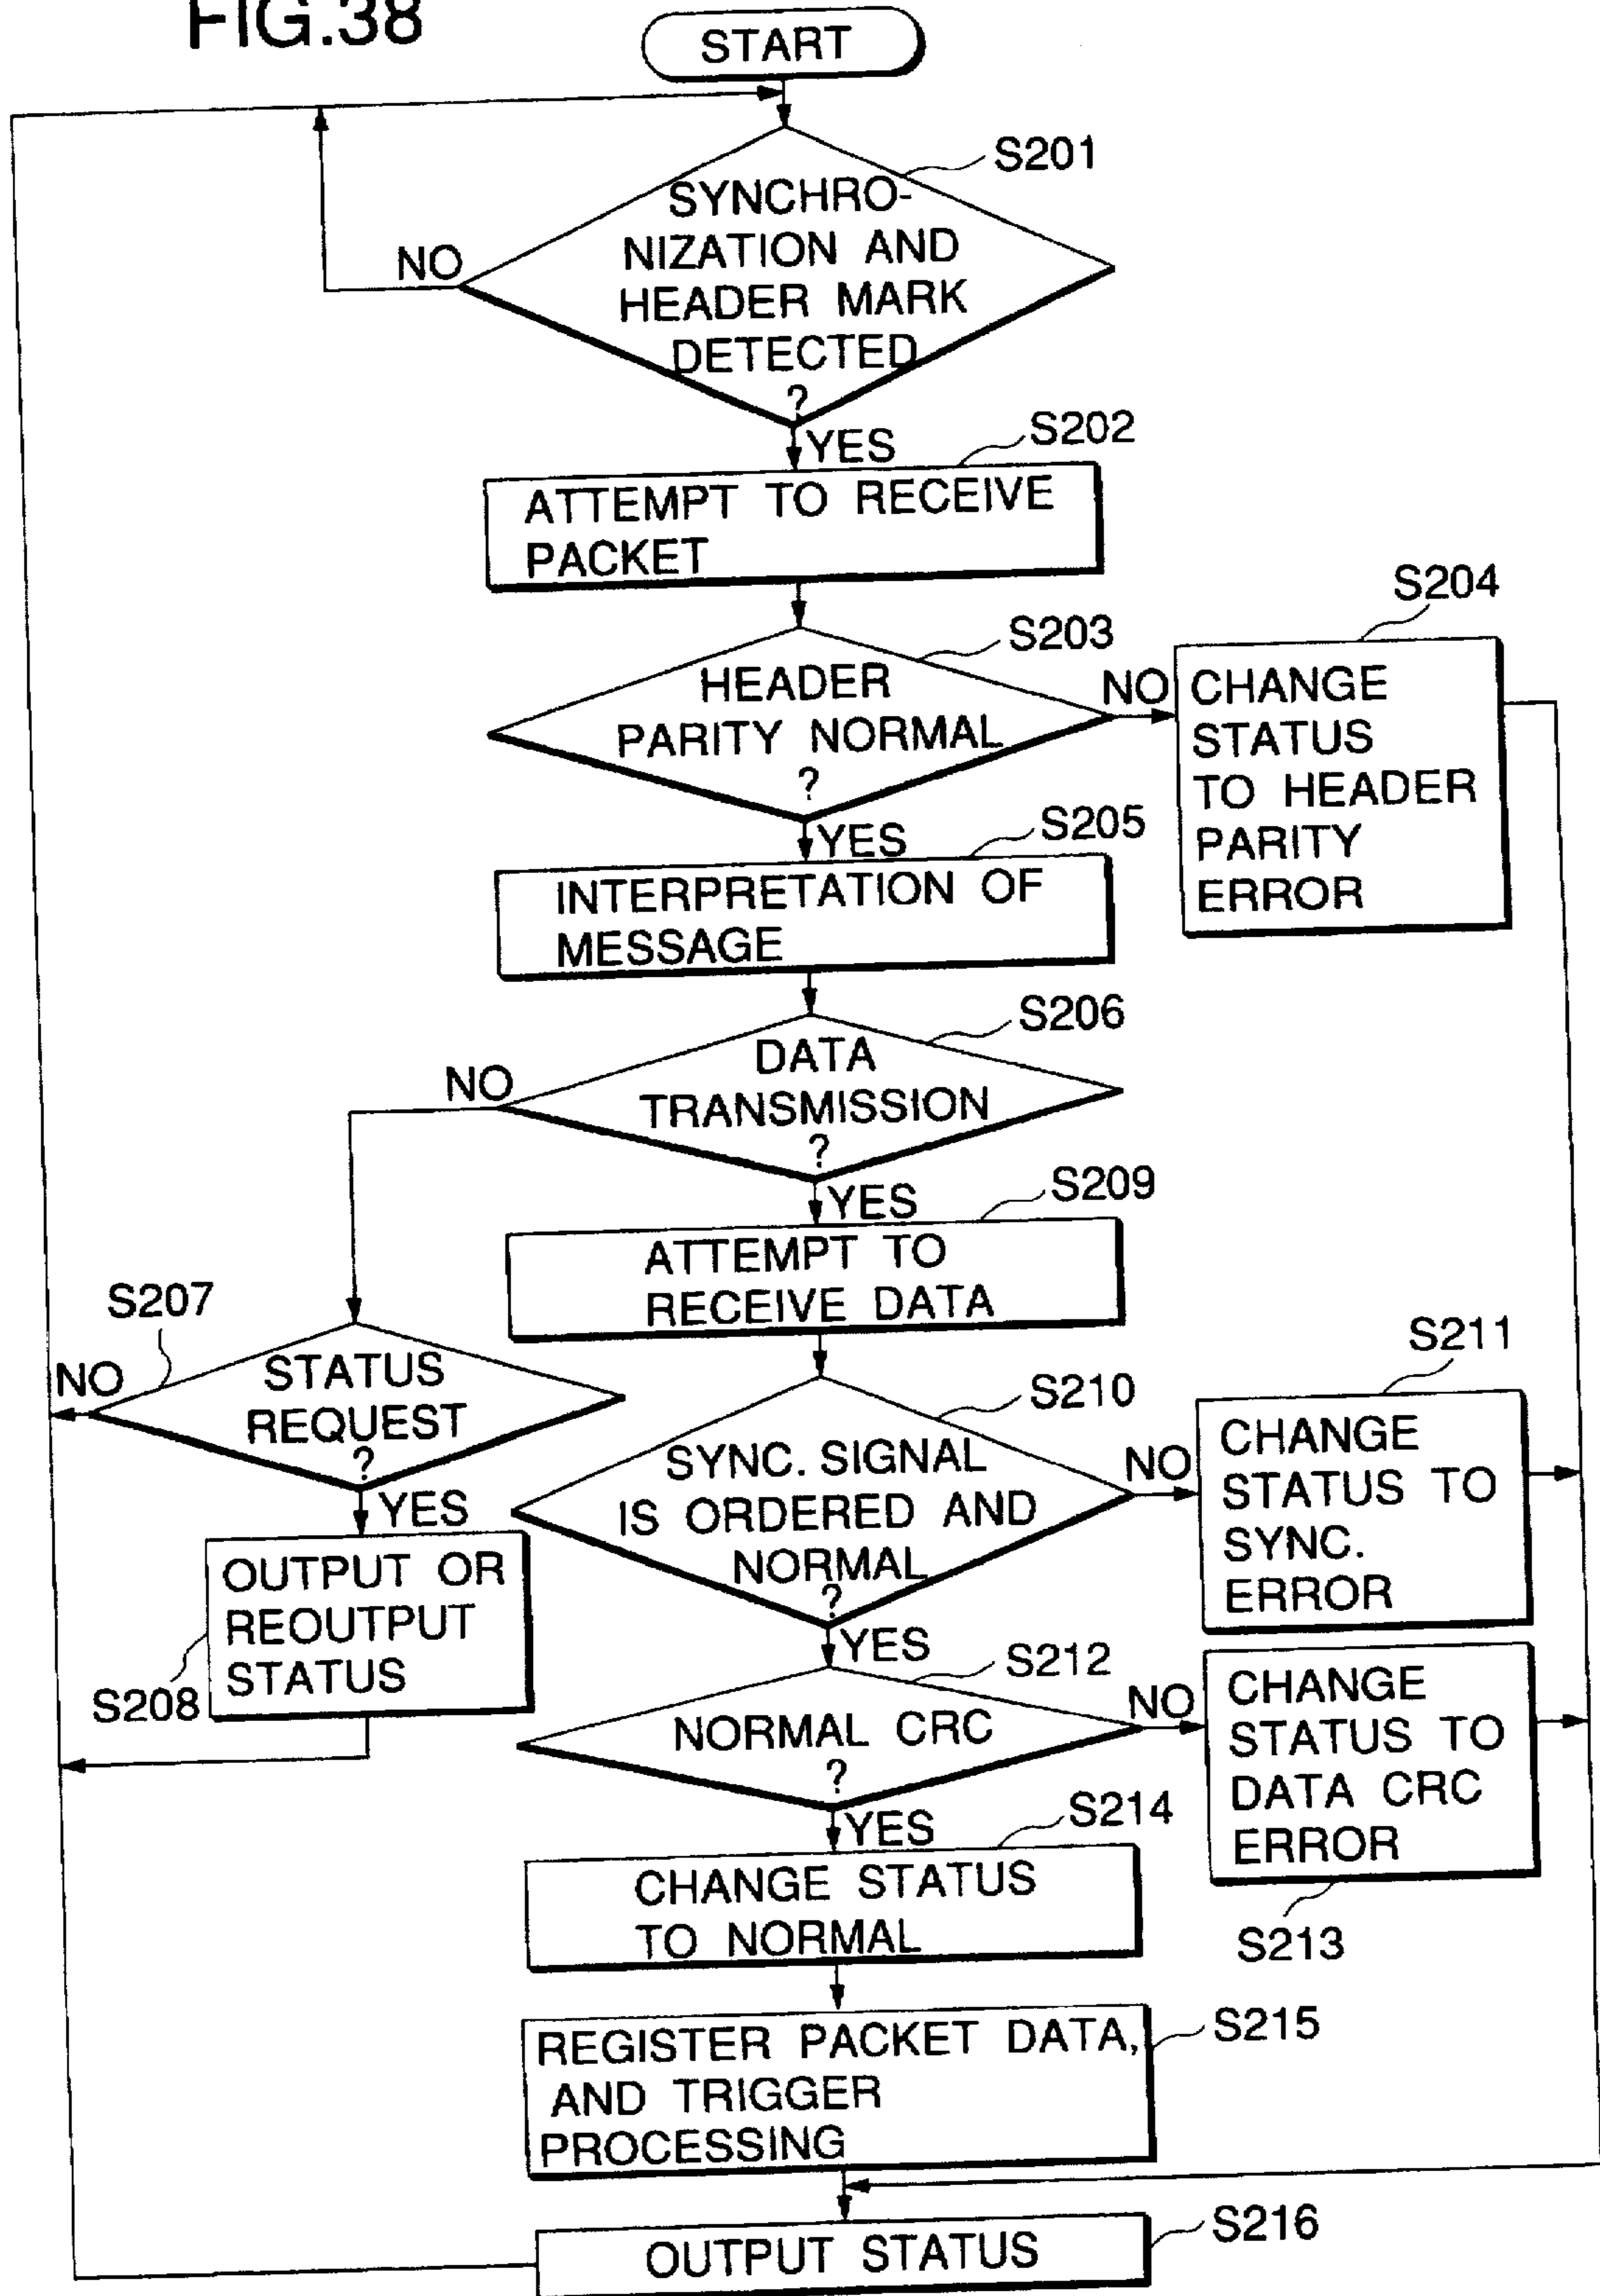 FIG.38
START
S201
SYNCHRO-
NIZATION AND
HEADER MARK
DETECTED
?
NO
YES
S202
ATTEMPT TO RECEIVE
PACKET
S203
HEADER
PARITY NORMAL
?
NO
S204
CHANGE
STATUS
TO HEADER
PARITY
ERROR
YES
S205
INTERPRETATION OF
MESSAGE
S206
DATA
TRANSMISSION
?
NO
YES
S209
ATTEMPT TO
RECEIVE DATA
S207
STATUS
REQUEST
?
NO
YES
OUTPUT OR
REOUTPUT
STATUS
S208
S210
SYNC. SIGNAL
IS ORDERED AND
NORMAL
?
NO
S211
CHANGE
STATUS TO
SYNC.
ERROR
YES
S212
NORMAL CRC
?
NO
CHANGE
STATUS TO
DATA CRC
ERROR
S213
YES
S214
CHANGE STATUS
TO NORMAL
S215
REGISTER PACKET DATA,
AND TRIGGER
PROCESSING
S216
OUTPUT STATUS